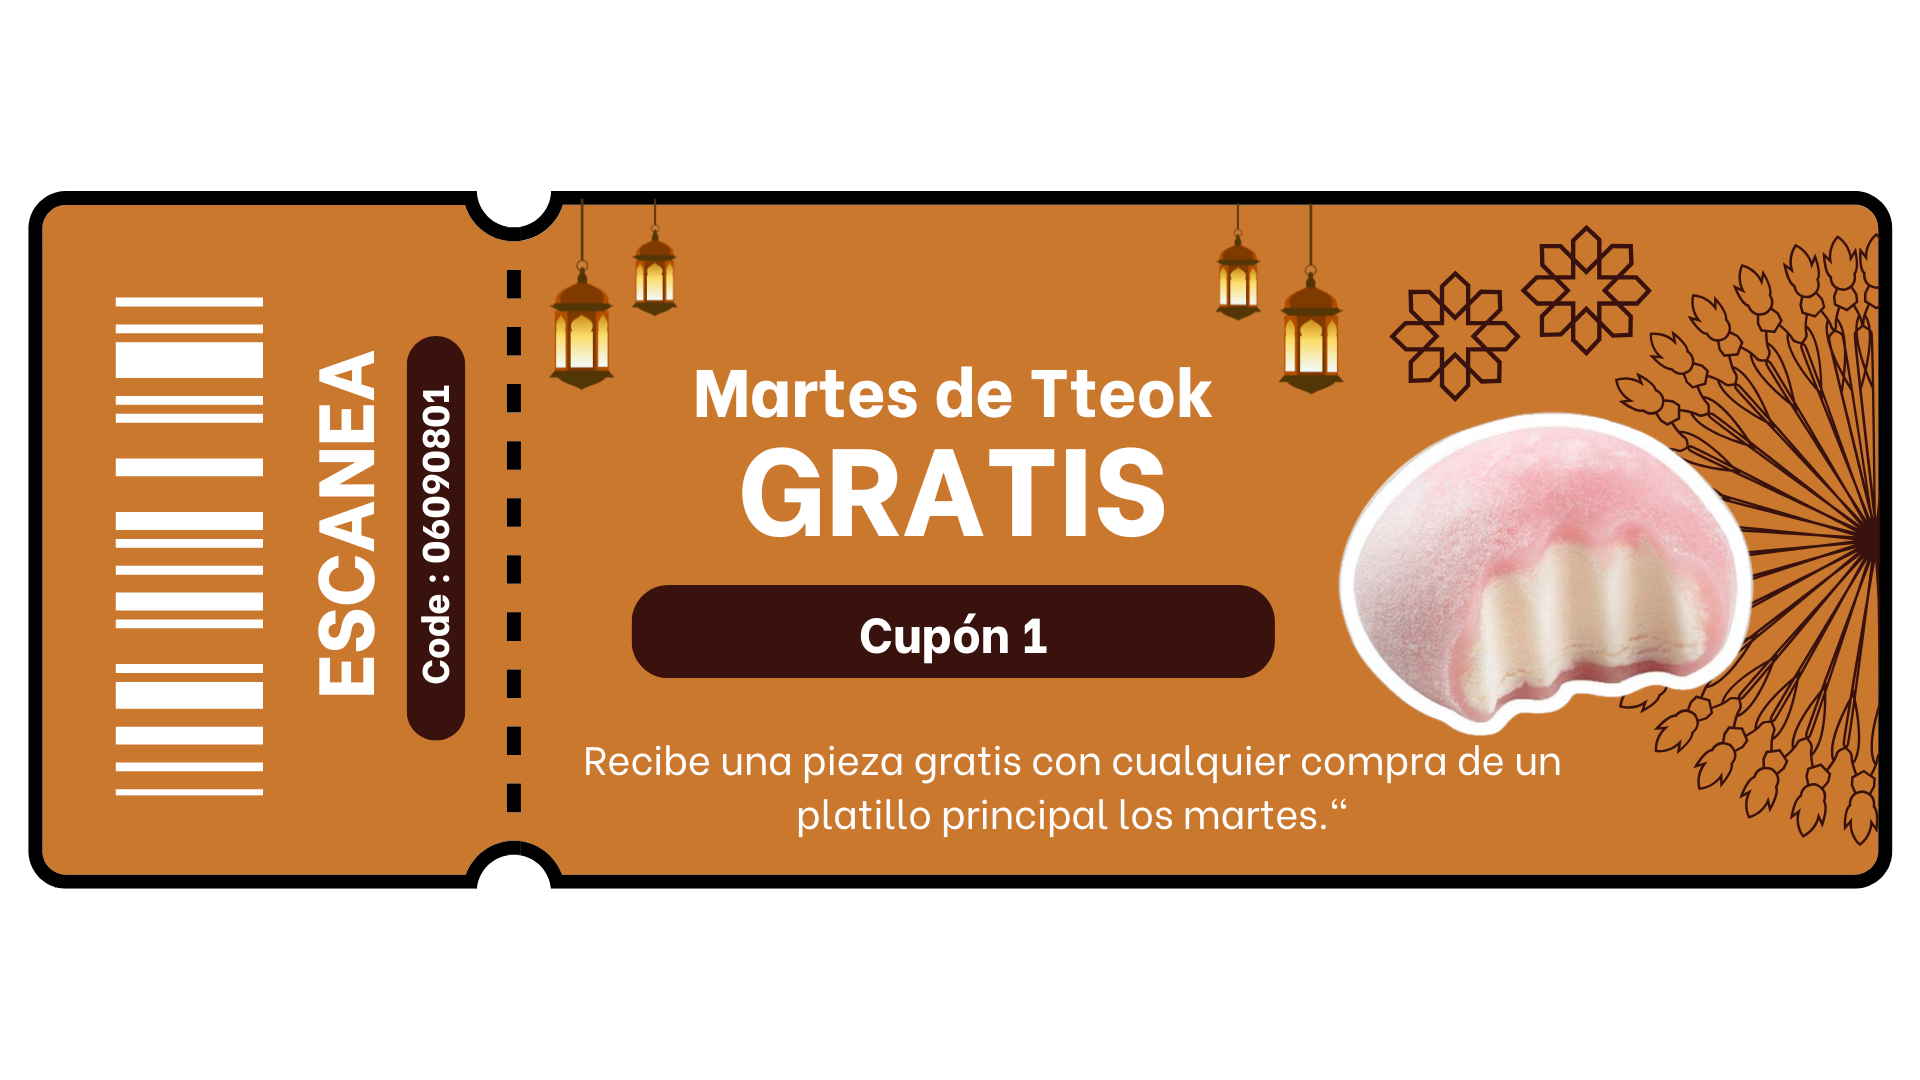 ESCANEA
Code : 06090801
Martes de Tteok
GRATIS
Cupón 1
Recibe una pieza gratis con cualquier compra de un
platillo principal los martes.“